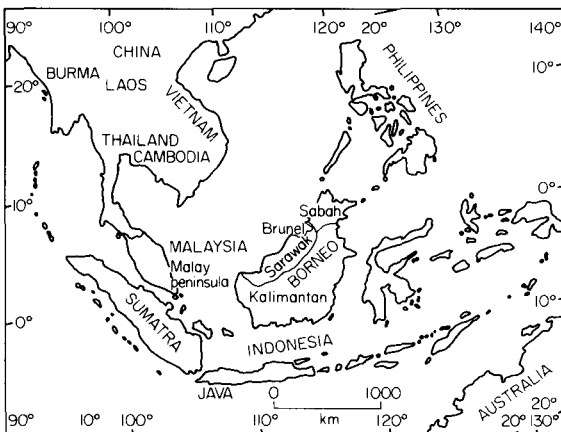 90° 100° 110° 120° 20° 130° 140°
CHINA
BURMA
LAOS
20°
VIETNAM
PHILIPPINES
10°
THAILAND
CAMBODIA
0°
10°
Sabah
Brunel
Sarawak
BORNEO
MALAYSIA
Malay
peninsula
Kalimantan
SUMATRA
10°
0°
INDONESIA
JAVA
0 1000
km
AUSTRALIA
90° 10° 100° 110° 120° 20° 130°